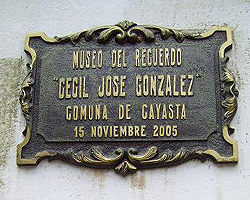 MUSEO DEL RECUERDO
"CECIL JOSE GONZALEZ"
COMUNA DE CAYASTA
15 NOVIEMBRE 2005